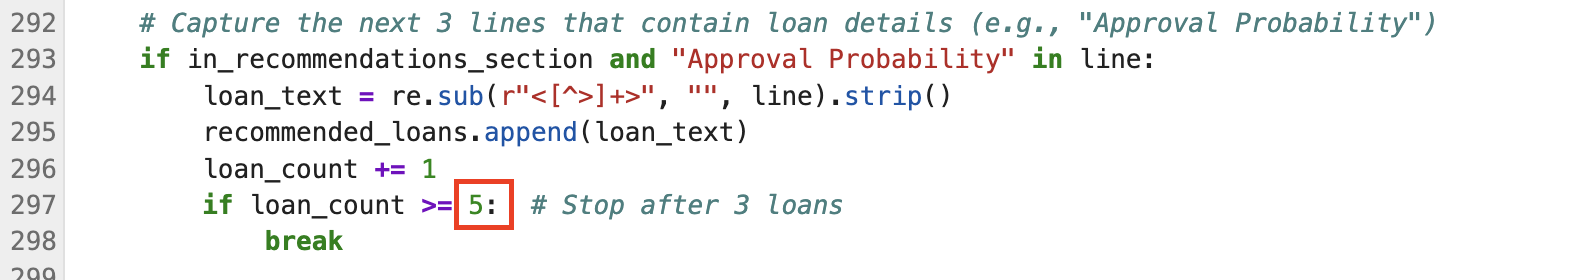 292 # Capture the next 3 lines that contain loan details (e.g., "Approval Probability")
293 if in_recommendations_section and "Approval Probability" in line:
294 loan_text = re.sub(r"<[^>]+>", "", line).strip()
295 recommended_loans.append(loan_text)
296 loan_count += 1
297 if loan_count >= 5: # Stop after 3 loans
298 break
299